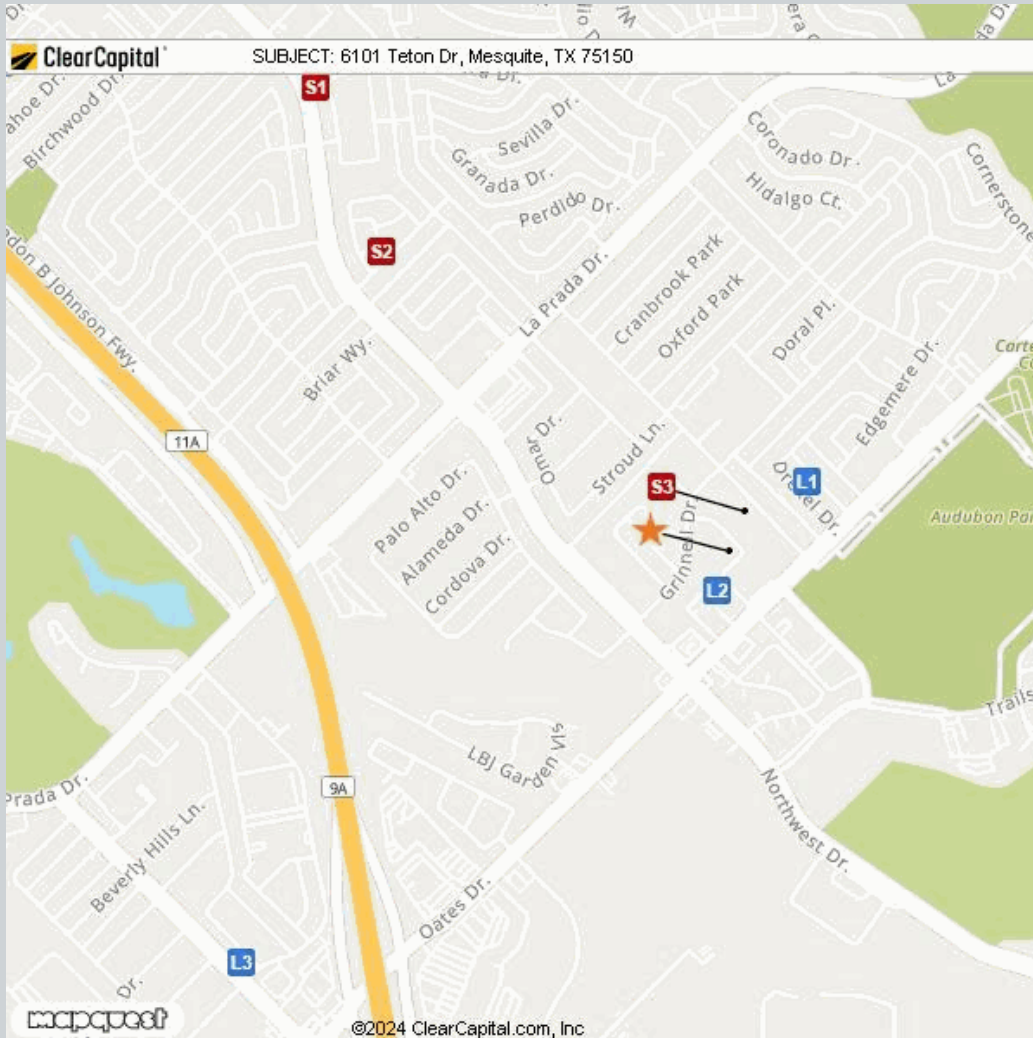 ClearCapital
SUBJECT: 6101 Teton Dr, Mesquite, TX 75150
S1
Birchwood Dr.
Sevilla Dr.
Granada Dr.
Perdido Dr.
Coronado Dr.
Hidalgo Ct.
Cornerstone
S2
La Prada Dr.
Cranbrook Park
Oxford Park
Doral Pl.
Edgemere Dr.
B Johnson Fwy.
Briar Wy.
11A
Omar Dr.
Stroud Ln.
Palo Alto Dr.
Alameda Dr.
Cordova Dr.
S3
L1
Grinnell Dr.
L2
Audubon Par
Trails
LBJ Garden Vls
9A
Prada Dr.
Beverly Hills Ln.
Northwest Dr.
Oates Dr.
L3
Dr.
mapquest
©2024 ClearCapital.com, Inc